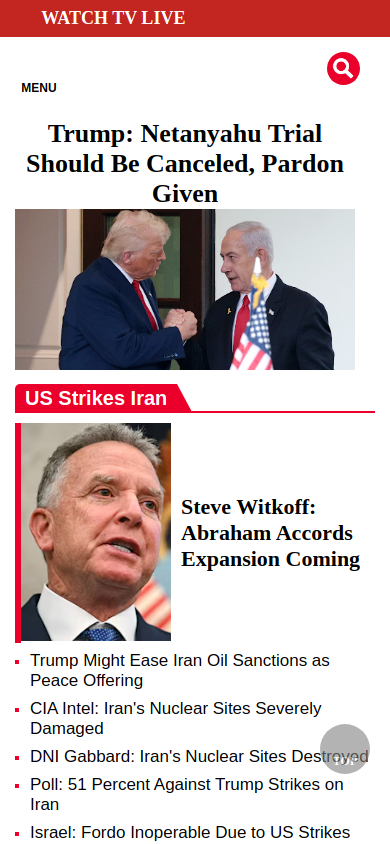 WATCH TV LIVE
MENU
Trump: Netanyahu Trial
Should Be Canceled, Pardon
Given
US Strikes Iran
Steve Witkoff:
Abraham Accords
Expansion Coming
Trump Might Ease Iran Oil Sanctions as
Peace Offering
CIA Intel: Iran's Nuclear Sites Severely
Damaged
DNI Gabbard: Iran's Nuclear Sites Destroyed
TOP
Poll: 51 Percent Against Trump Strikes on
Iran
Israel: Fordo Inoperable Due to US Strikes